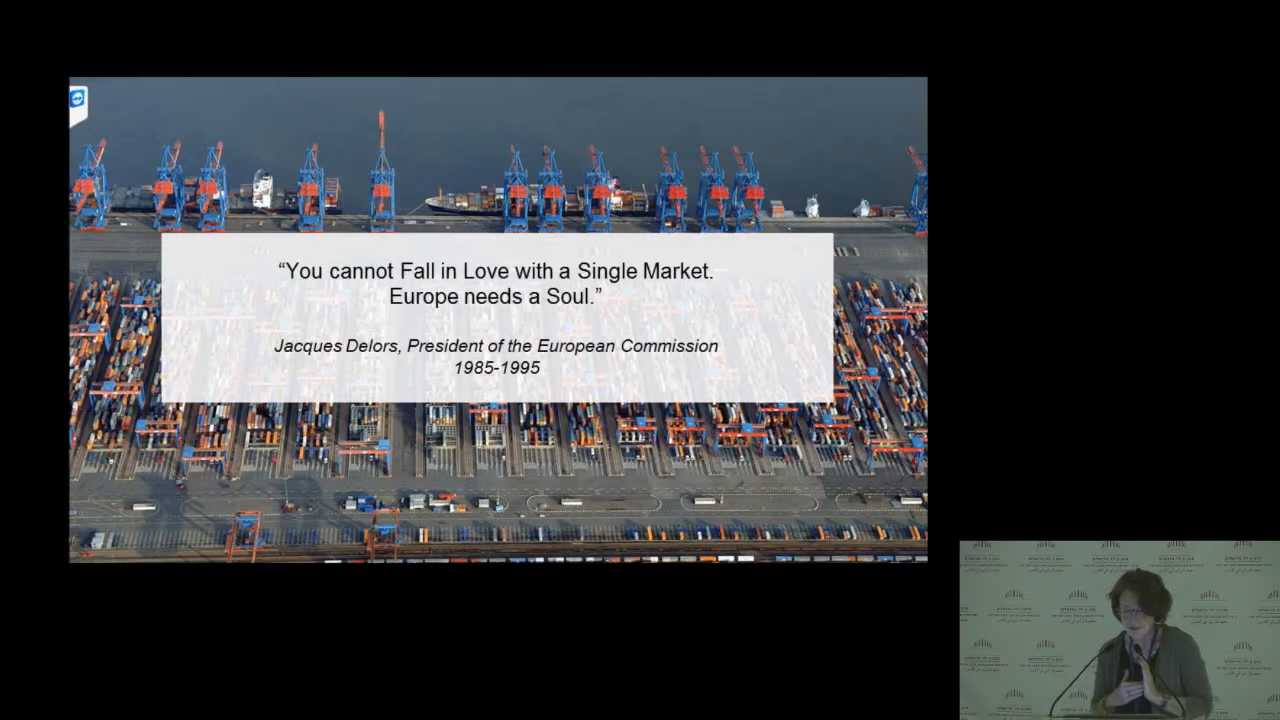 “You cannot Fall in Love with a Single Market.
Europe needs a Soul.”
Jacques Delors, President of the European Commission
1985-1995